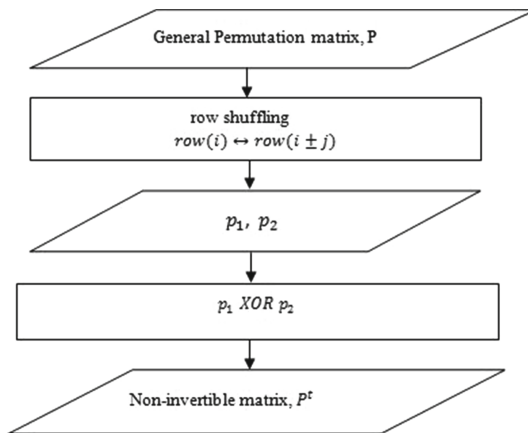 General Permutation matrix, P
row shuffling
row(i) ↔ row(i ± j)
p₁, p₂
p₁ XOR p₂
Non-invertible matrix, Pᵗ